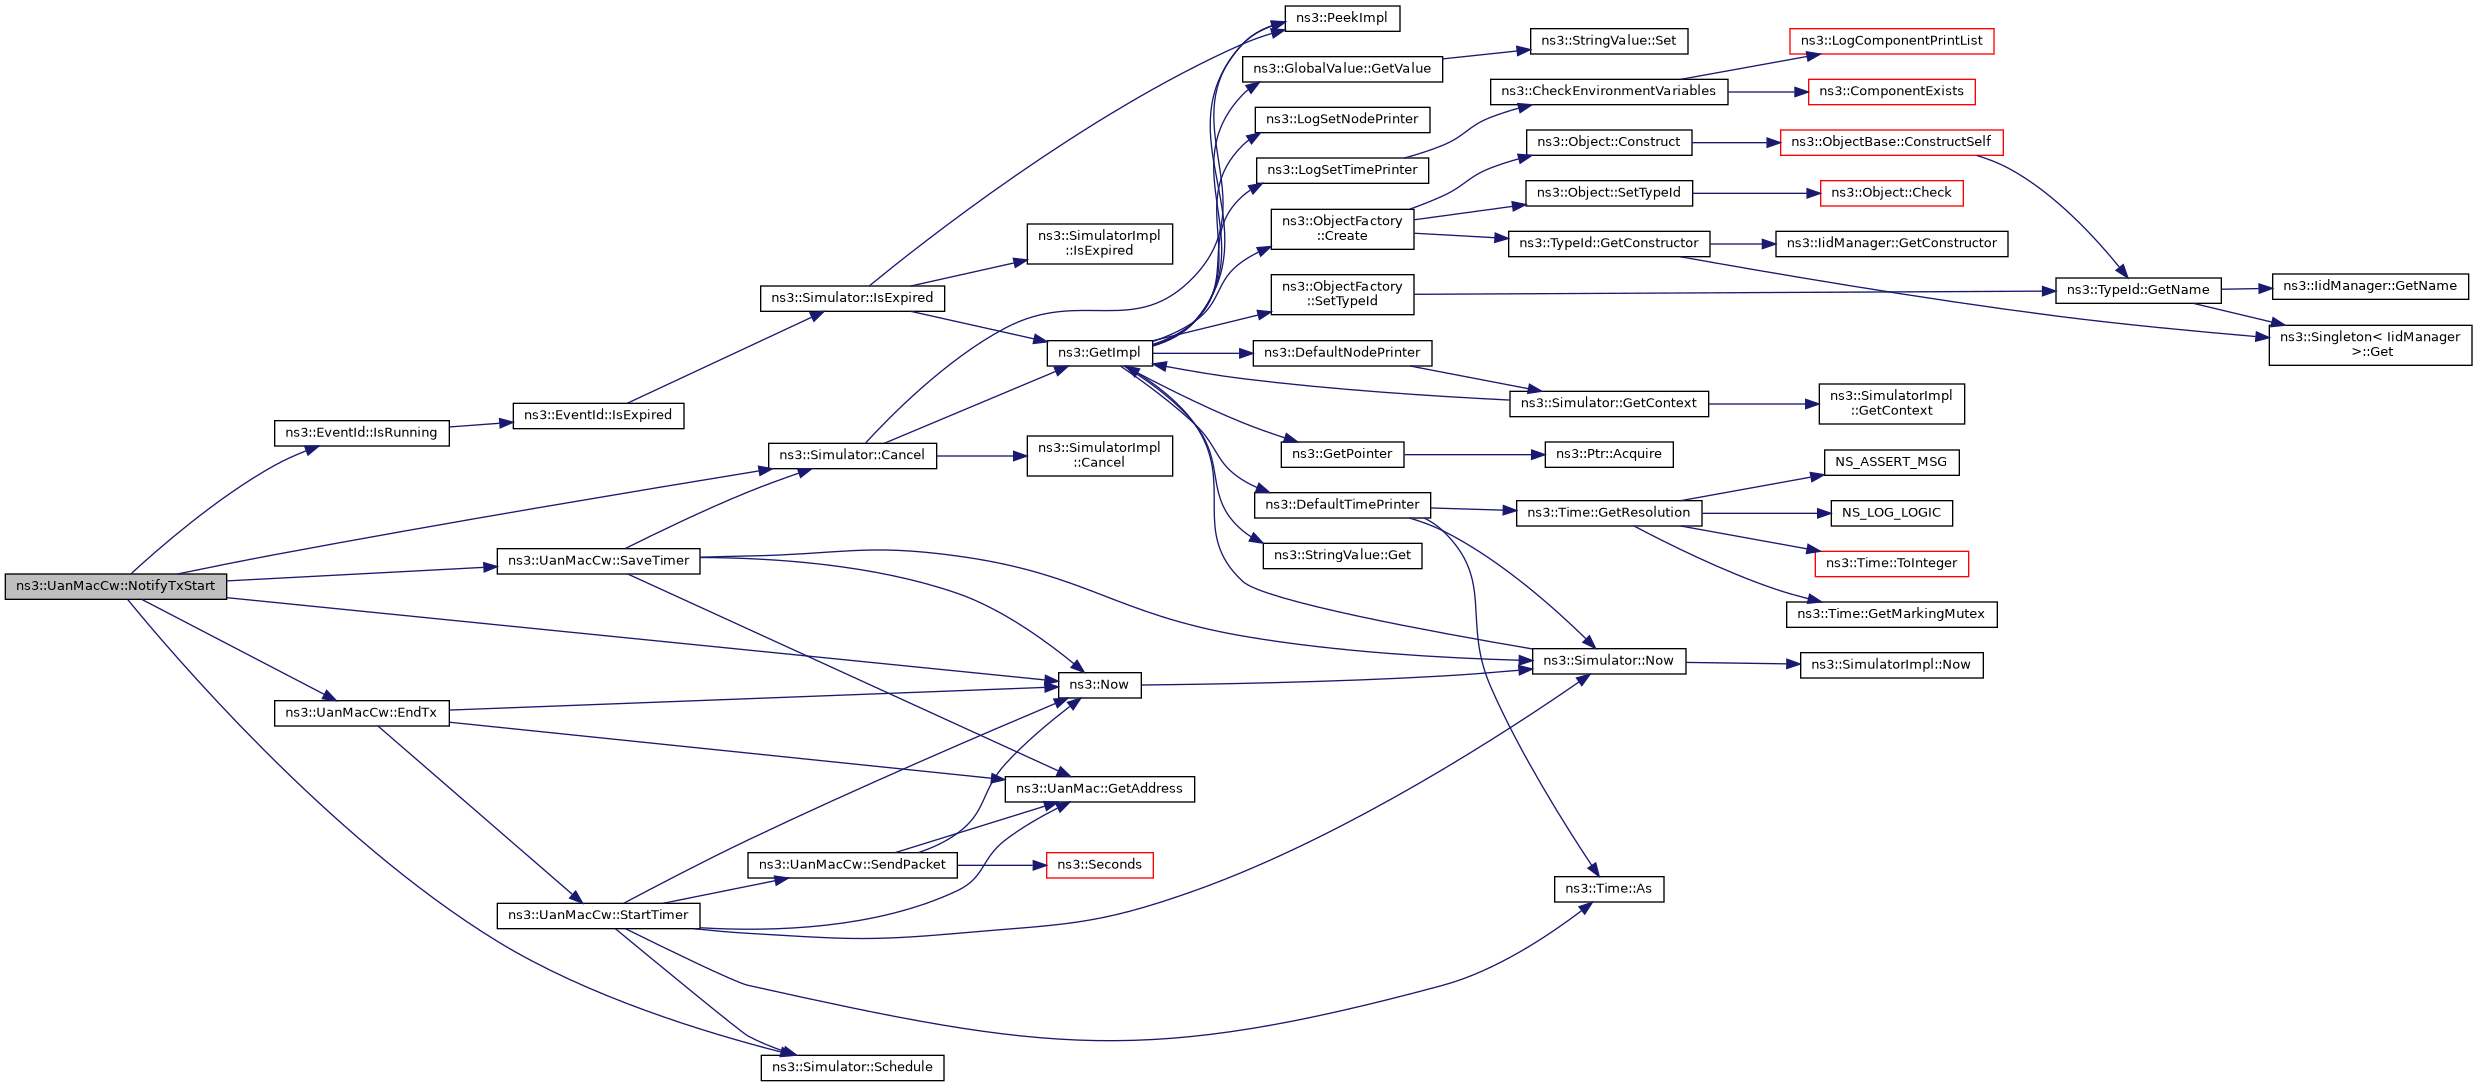 ns3::PeekImpl
ns3::StringValue::Set
ns3::LogComponentPrintList
ns3::GlobalValue::GetValue
ns3::CheckEnvironmentVariables
ns3::ComponentExists
ns3::LogSetNodePrinter
ns3::Object::Construct
ns3::ObjectBase::ConstructSelf
ns3::LogSetTimePrinter
ns3::Object::SetTypeId
ns3::Object::Check
ns3::ObjectFactory
::Create
ns3::SimulatorImpl
::IsExpired
ns3::TypeId::GetConstructor
ns3::IidManager::GetConstructor
ns3::Simulator::IsExpired
ns3::ObjectFactory
::SetTypeId
ns3::TypeId::GetName
ns3::IidManager::GetName
ns3::Singleton< IidManager
>::Get
ns3::GetImpl
ns3::DefaultNodePrinter
ns3::EventId::IsRunning
ns3::EventId::IsExpired
ns3::Simulator::GetContext
ns3::SimulatorImpl
::GetContext
ns3::Simulator::Cancel
ns3::SimulatorImpl
::Cancel
ns3::GetPointer
ns3::Ptr::Acquire
NS_ASSERT_MSG
ns3::DefaultTimePrinter
ns3::Time::GetResolution
NS_LOG_LOGIC
ns3::UanMacCw::SaveTimer
ns3::StringValue::Get
ns3::Time::ToInteger
ns3::UanMacCw::NotifyTxStart
ns3::Time::GetMarkingMutex
ns3::Simulator::Now
ns3::SimulatorImpl::Now
ns3::Now
ns3::UanMacCw::EndTx
ns3::UanMac::GetAddress
ns3::UanMacCw::SendPacket
ns3::Seconds
ns3::Time::As
ns3::UanMacCw::StartTimer
ns3::Simulator::Schedule